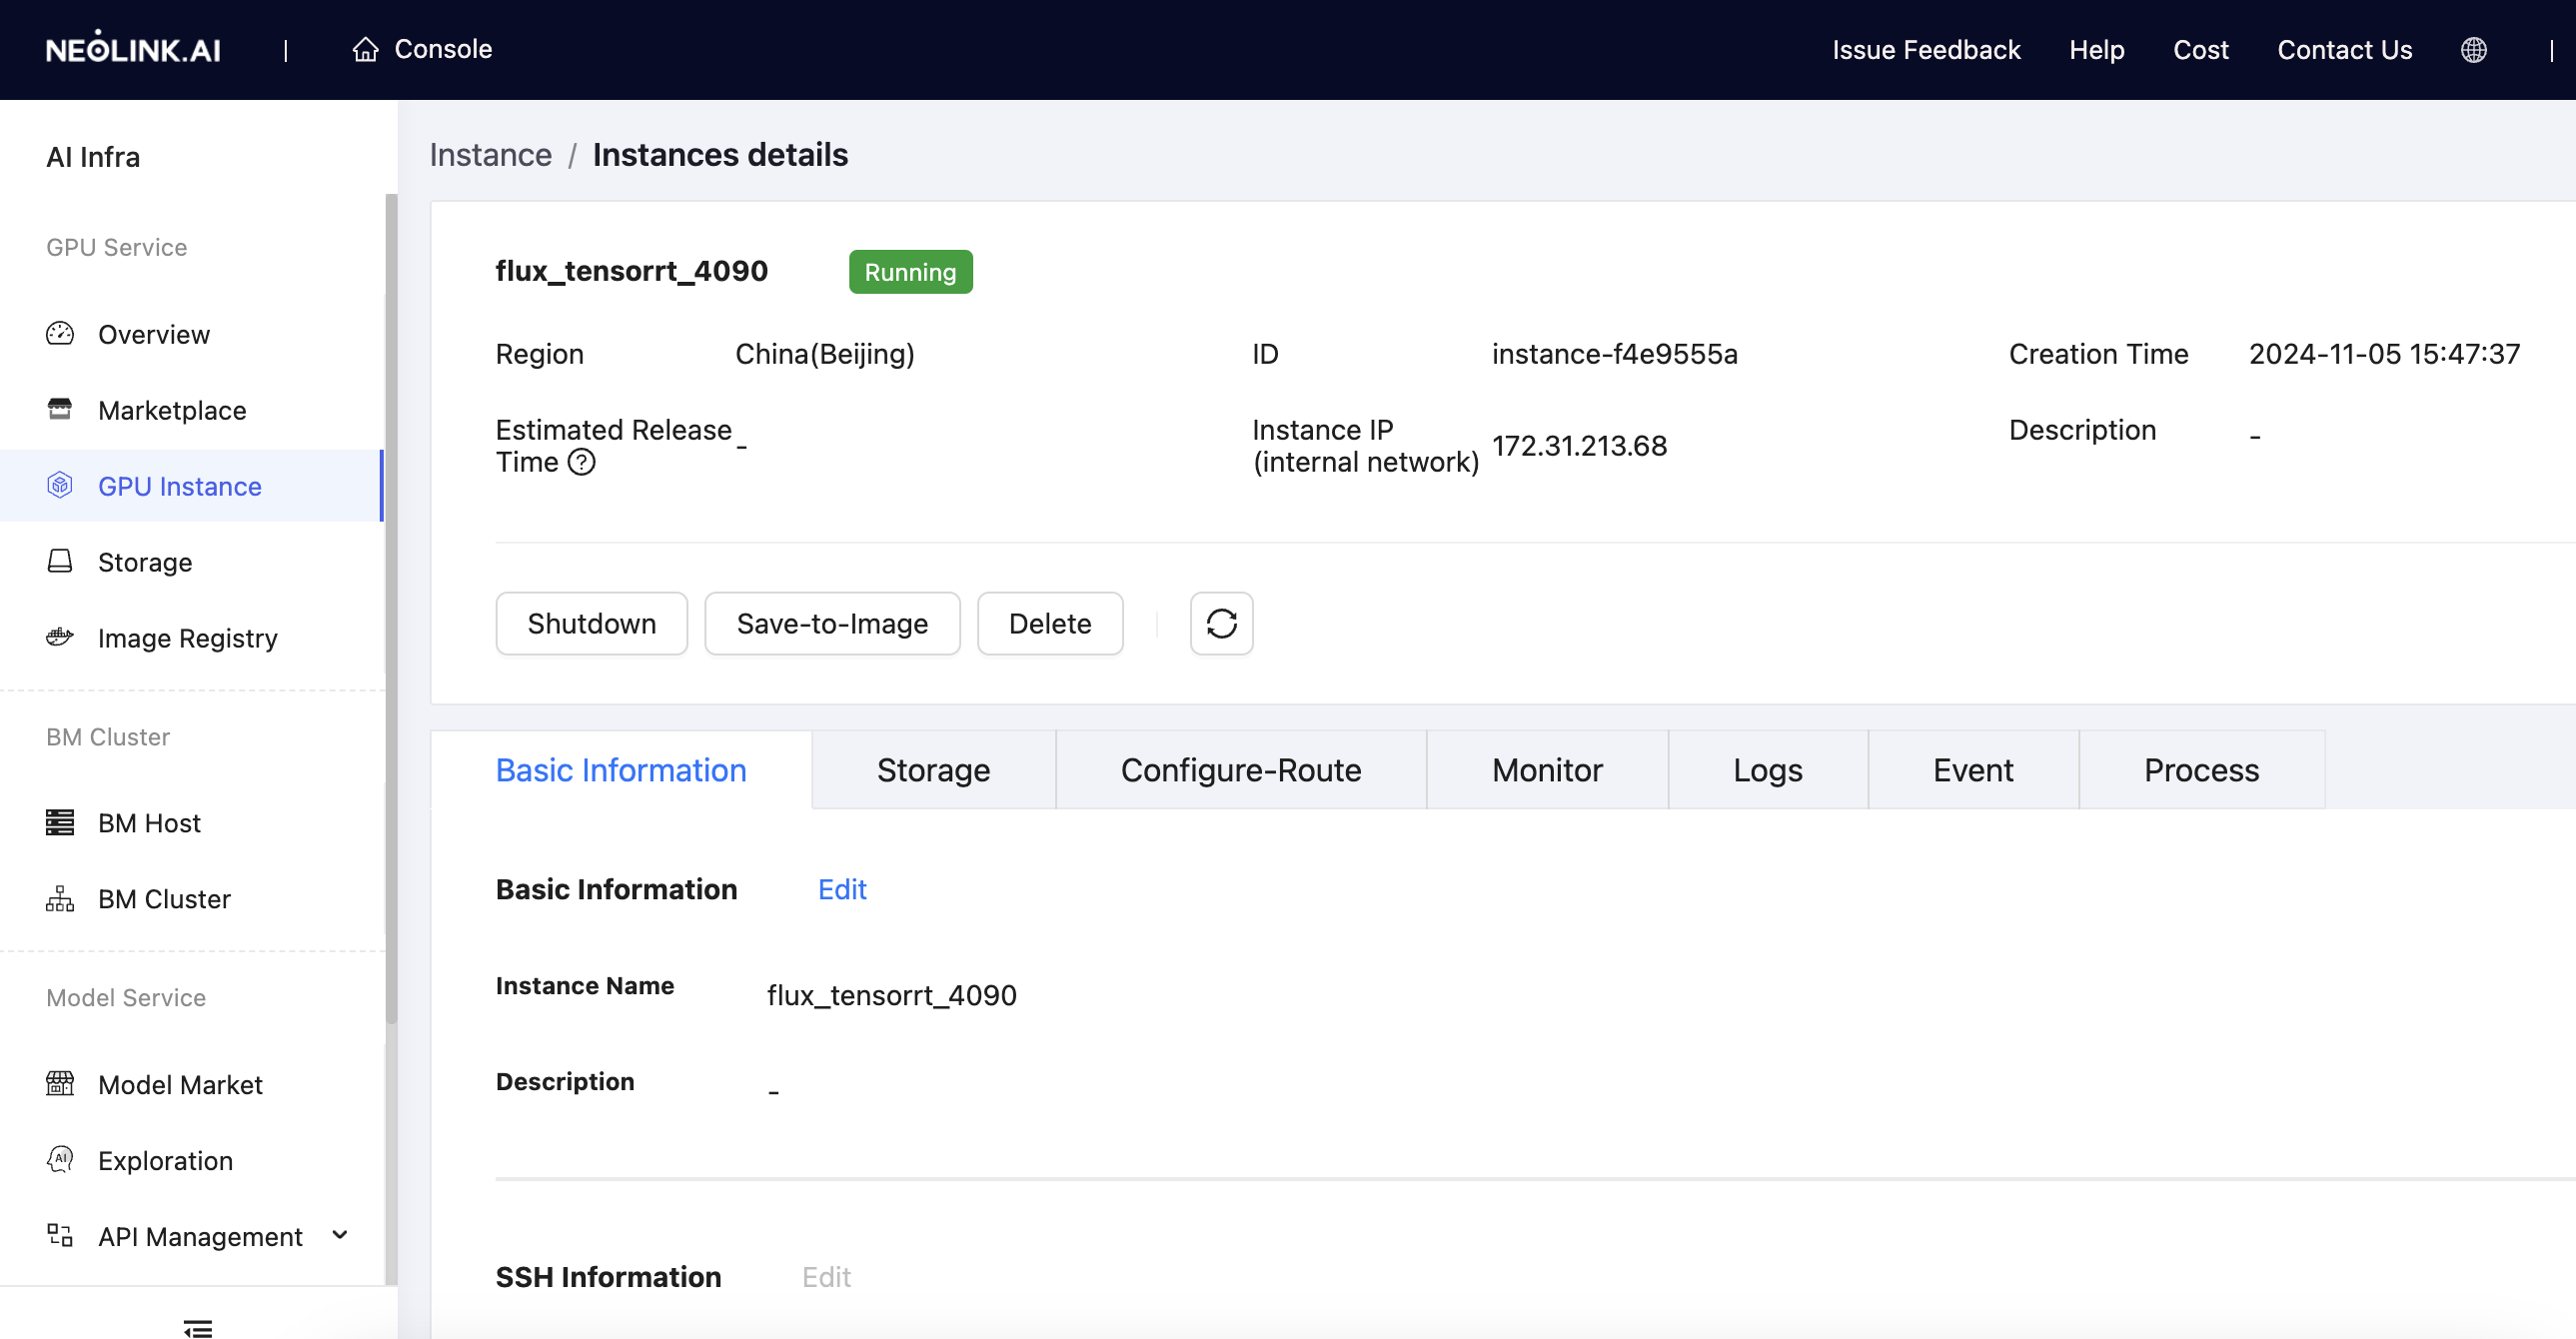 NEOLINK.AI | Console Issue Feedback Help Cost Contact Us |
AI Infra
GPU Service
Overview
Marketplace
GPU Instance
Storage
Image Registry
BM Cluster
BM Host
BM Cluster
Model Service
Model Market
AI
Exploration
API Management
Instance / Instances details
flux_tensorrt_4090 Running
Region China(Beijing) ID instance-f4e9555a Creation Time 2024-11-05 15:47:37
Estimated Release Time ? - Instance IP (internal network) 172.31.213.68 Description -
Shutdown Save-to-Image Delete
Basic Information Storage Configure-Route Monitor Logs Event Process
Basic Information Edit
Instance Name flux_tensorrt_4090
Description -
SSH Information Edit